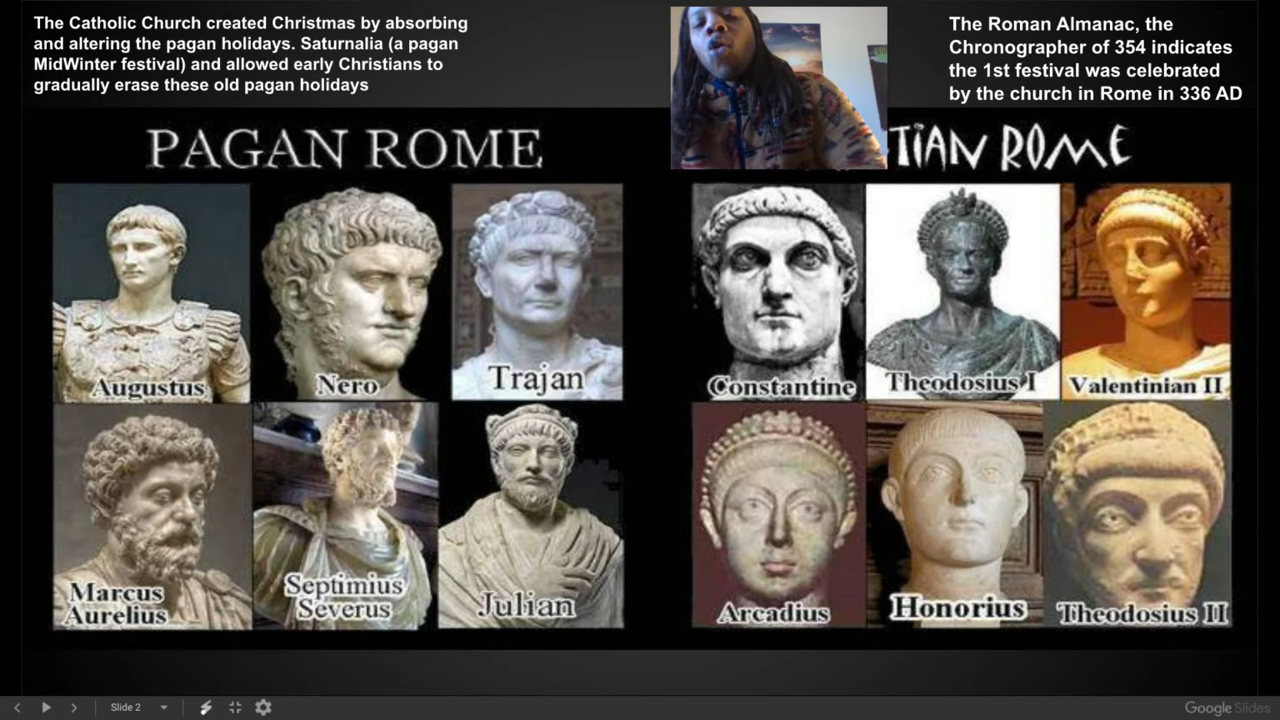 The Catholic Church created Christmas by absorbing
and altering the pagan holidays. Saturnalia (a pagan
MidWinter festival) and allowed early Christians to
gradually erase these old pagan holidays
The Roman Almanac, the
Chronographer of 354 indicates
the 1st festival was celebrated
by the church in Rome in 336 AD
PAGAN ROME
TIAN ROME
Augustus
Nero
Trajan
Marcus
Aurelius
Septimius
Severus
Julian
Constantine
Theodosius I
Valentinian II
Arcadius
Honorius
Theodosius II
Slide 2
Google Slides